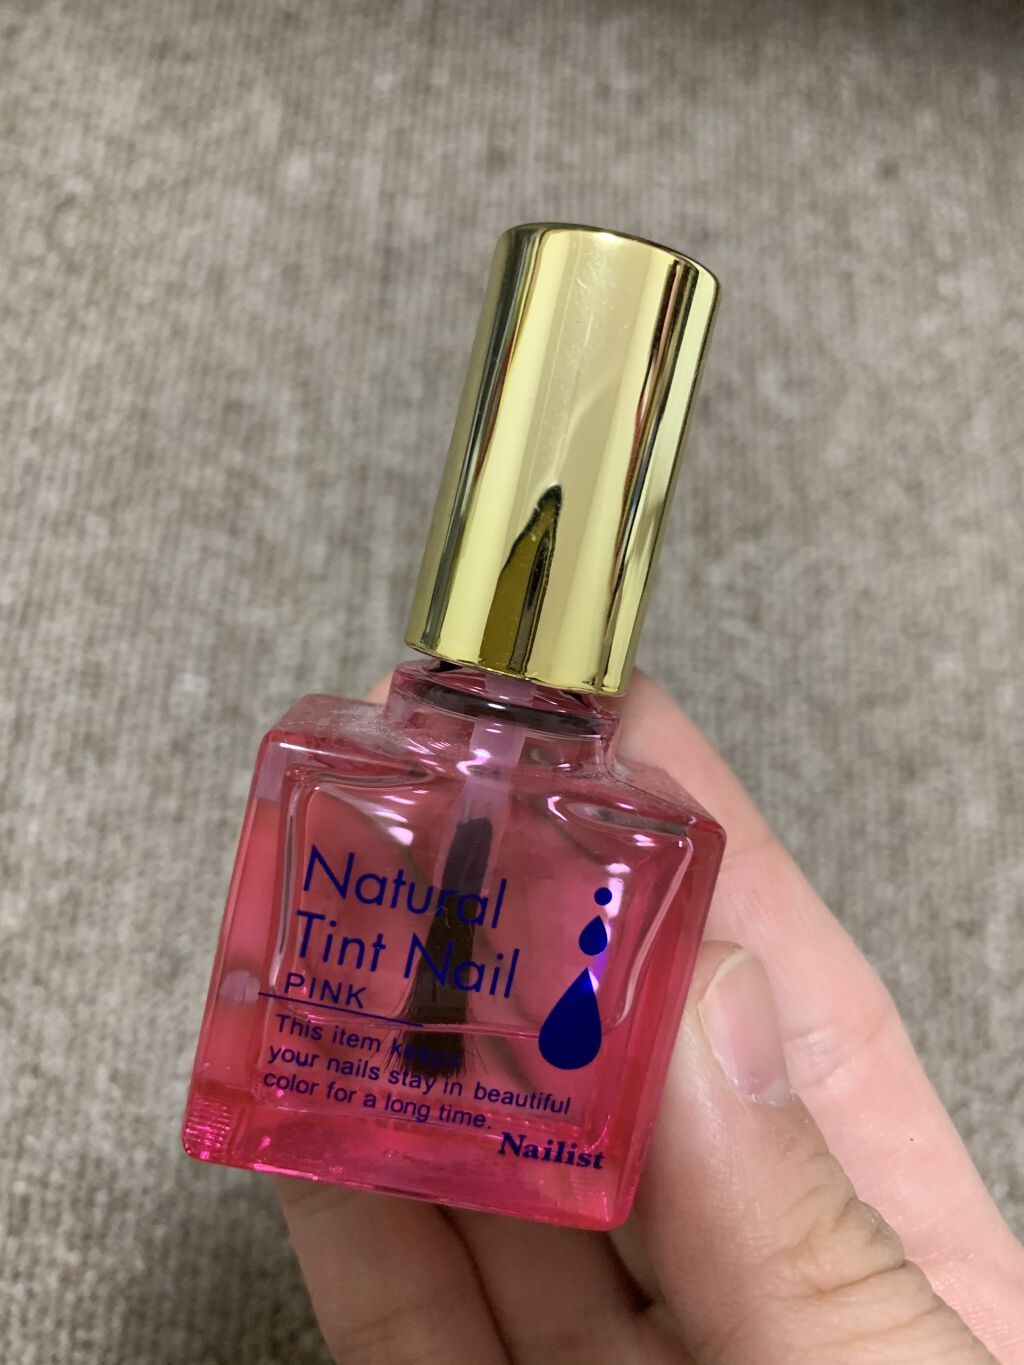 Natural
Tint Nail
PINK
This item keeps
your nails stay in beautiful
color for a long time.
Nailist